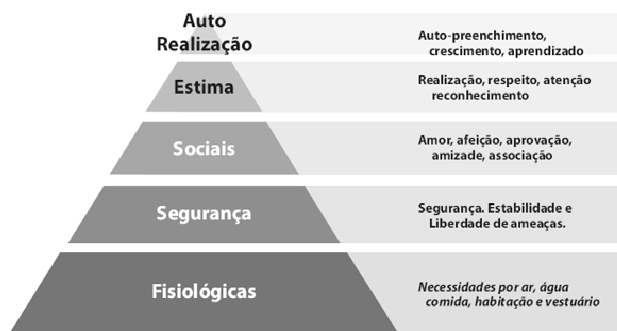 Auto
Realização
Auto-preenchimento,
crescimento, aprendizado
Estima
Realização, respeito, atenção
reconhecimento
Sociais
Amor, afeição, aprovação,
amizade, associação
Segurança
Segurança. Estabilidade e
Liberdade de ameaças.
Fisiológicas
Necessidades por ar, água
comida, habitação e vestuário